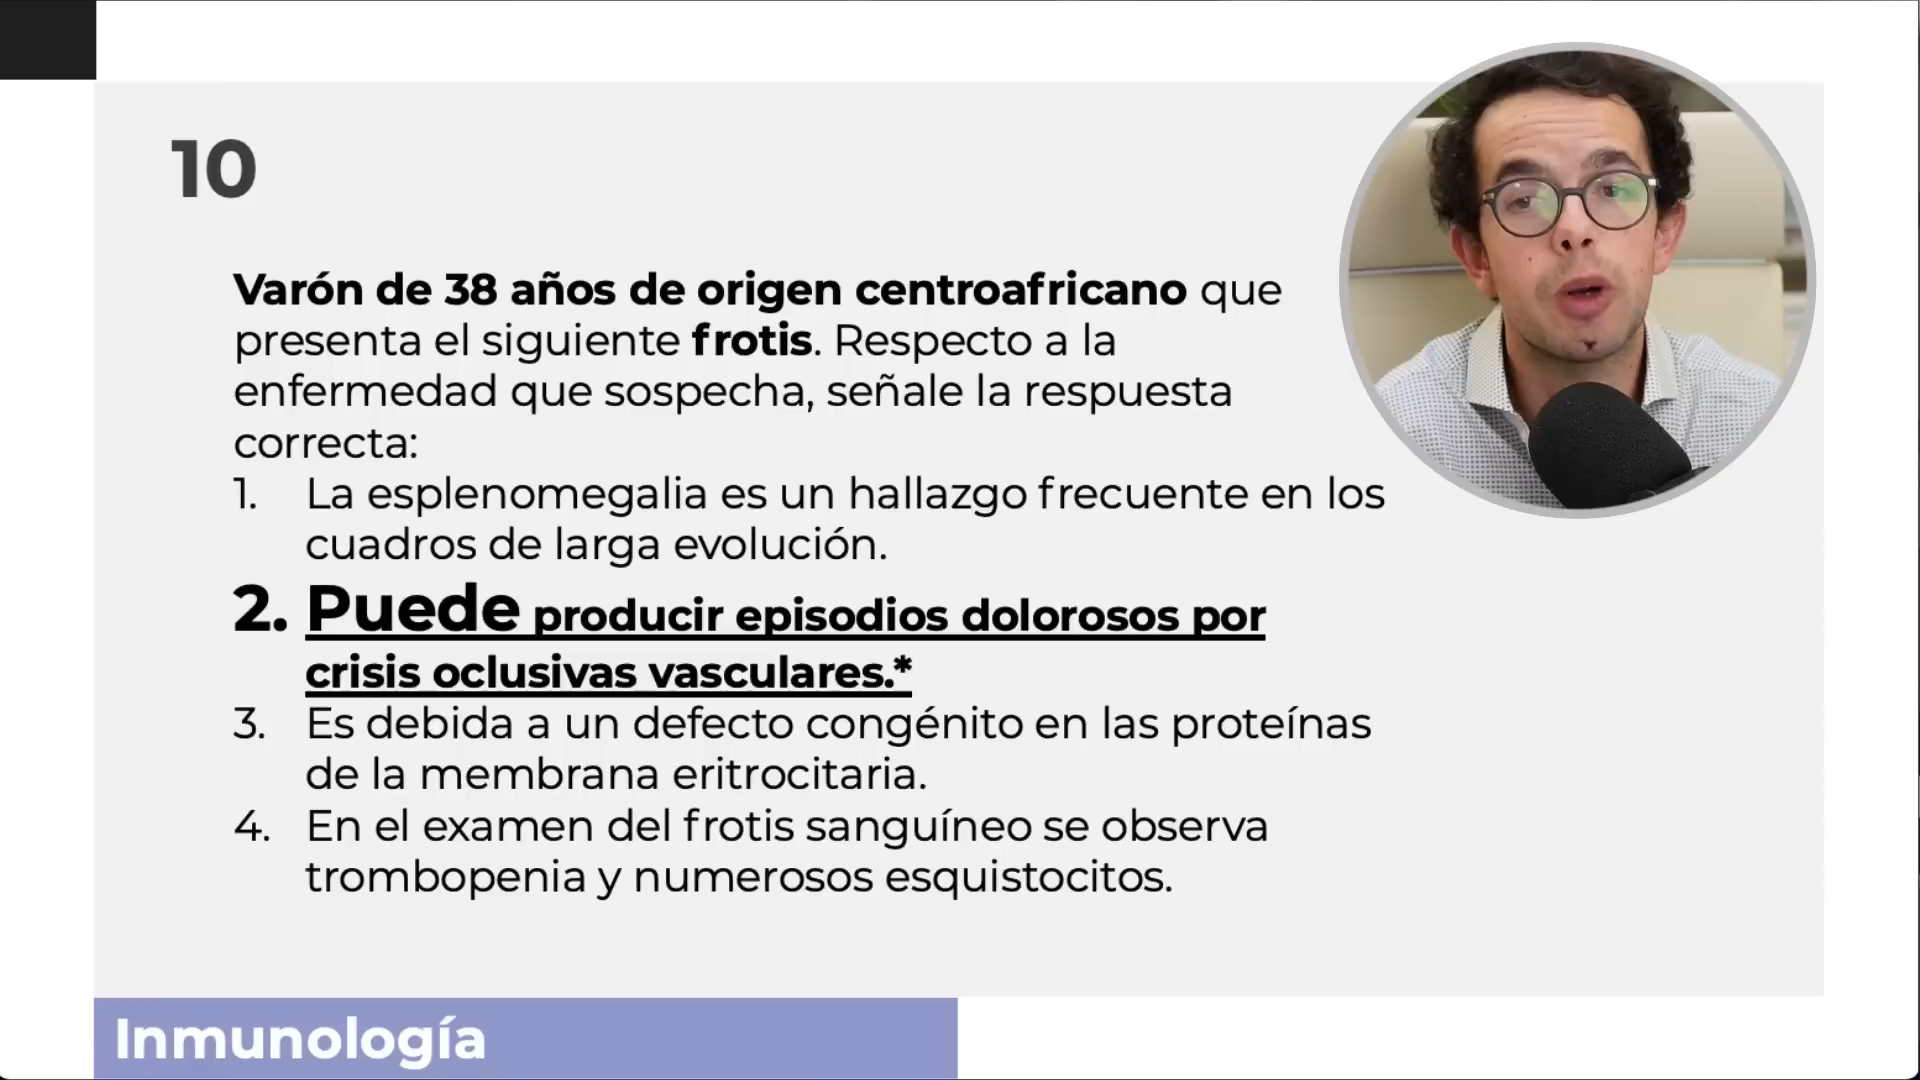 10
Varón de 38 años de origen centroafricano que
presenta el siguiente frotis. Respecto a la
enfermedad que sospecha, señale la respuesta
correcta:
1. La esplenomegalia es un hallazgo frecuente en los
cuadros de larga evolución.
2. Puede producir episodios dolorosos por
crisis oclusivas vasculares.*
3. Es debida a un defecto congénito en las proteínas
de la membrana eritrocitaria.
4. En el examen del frotis sanguíneo se observa
trombopenia y numerosos esquistocitos.
Inmunología